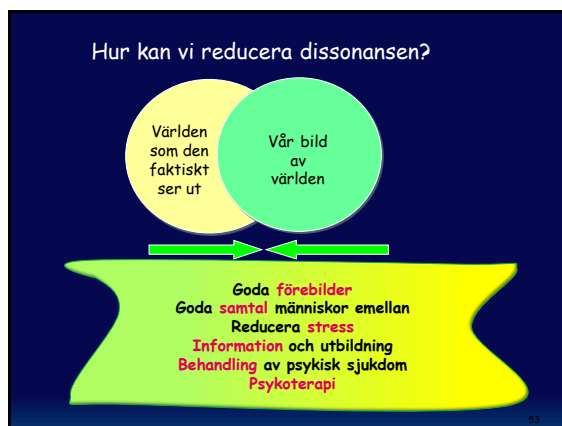 Hur kan vi reducera dissonansen?
Världen
som den
faktiskt
ser ut
Vår bild
av
världen
Goda förebilder
Goda samtal människor emellan
Reducera stress
Information och utbildning
Behandling av psykisk sjukdom
Psykoterapi
53